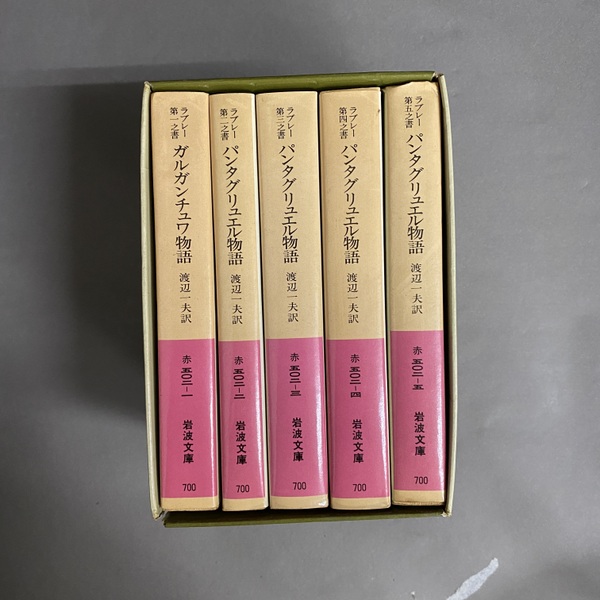 ラブレー
第一之書
ガルガンチュワ物語
渡辺一夫訳
赤
五〇二-一
岩波文庫
700
ラブレー
第二之書
パンタグリュエル物語
渡辺一夫訳
赤
五〇二-二
岩波文庫
700
ラブレー
第三之書
パンタグリュエル物語
渡辺一夫訳
赤
五〇二-三
岩波文庫
700
ラブレー
第四之書
パンタグリュエル物語
渡辺一夫訳
赤
五〇二-四
岩波文庫
700
ラブレー
第五之書
パンタグリュエル物語
渡辺一夫訳
赤
五〇二-五
岩波文庫
700